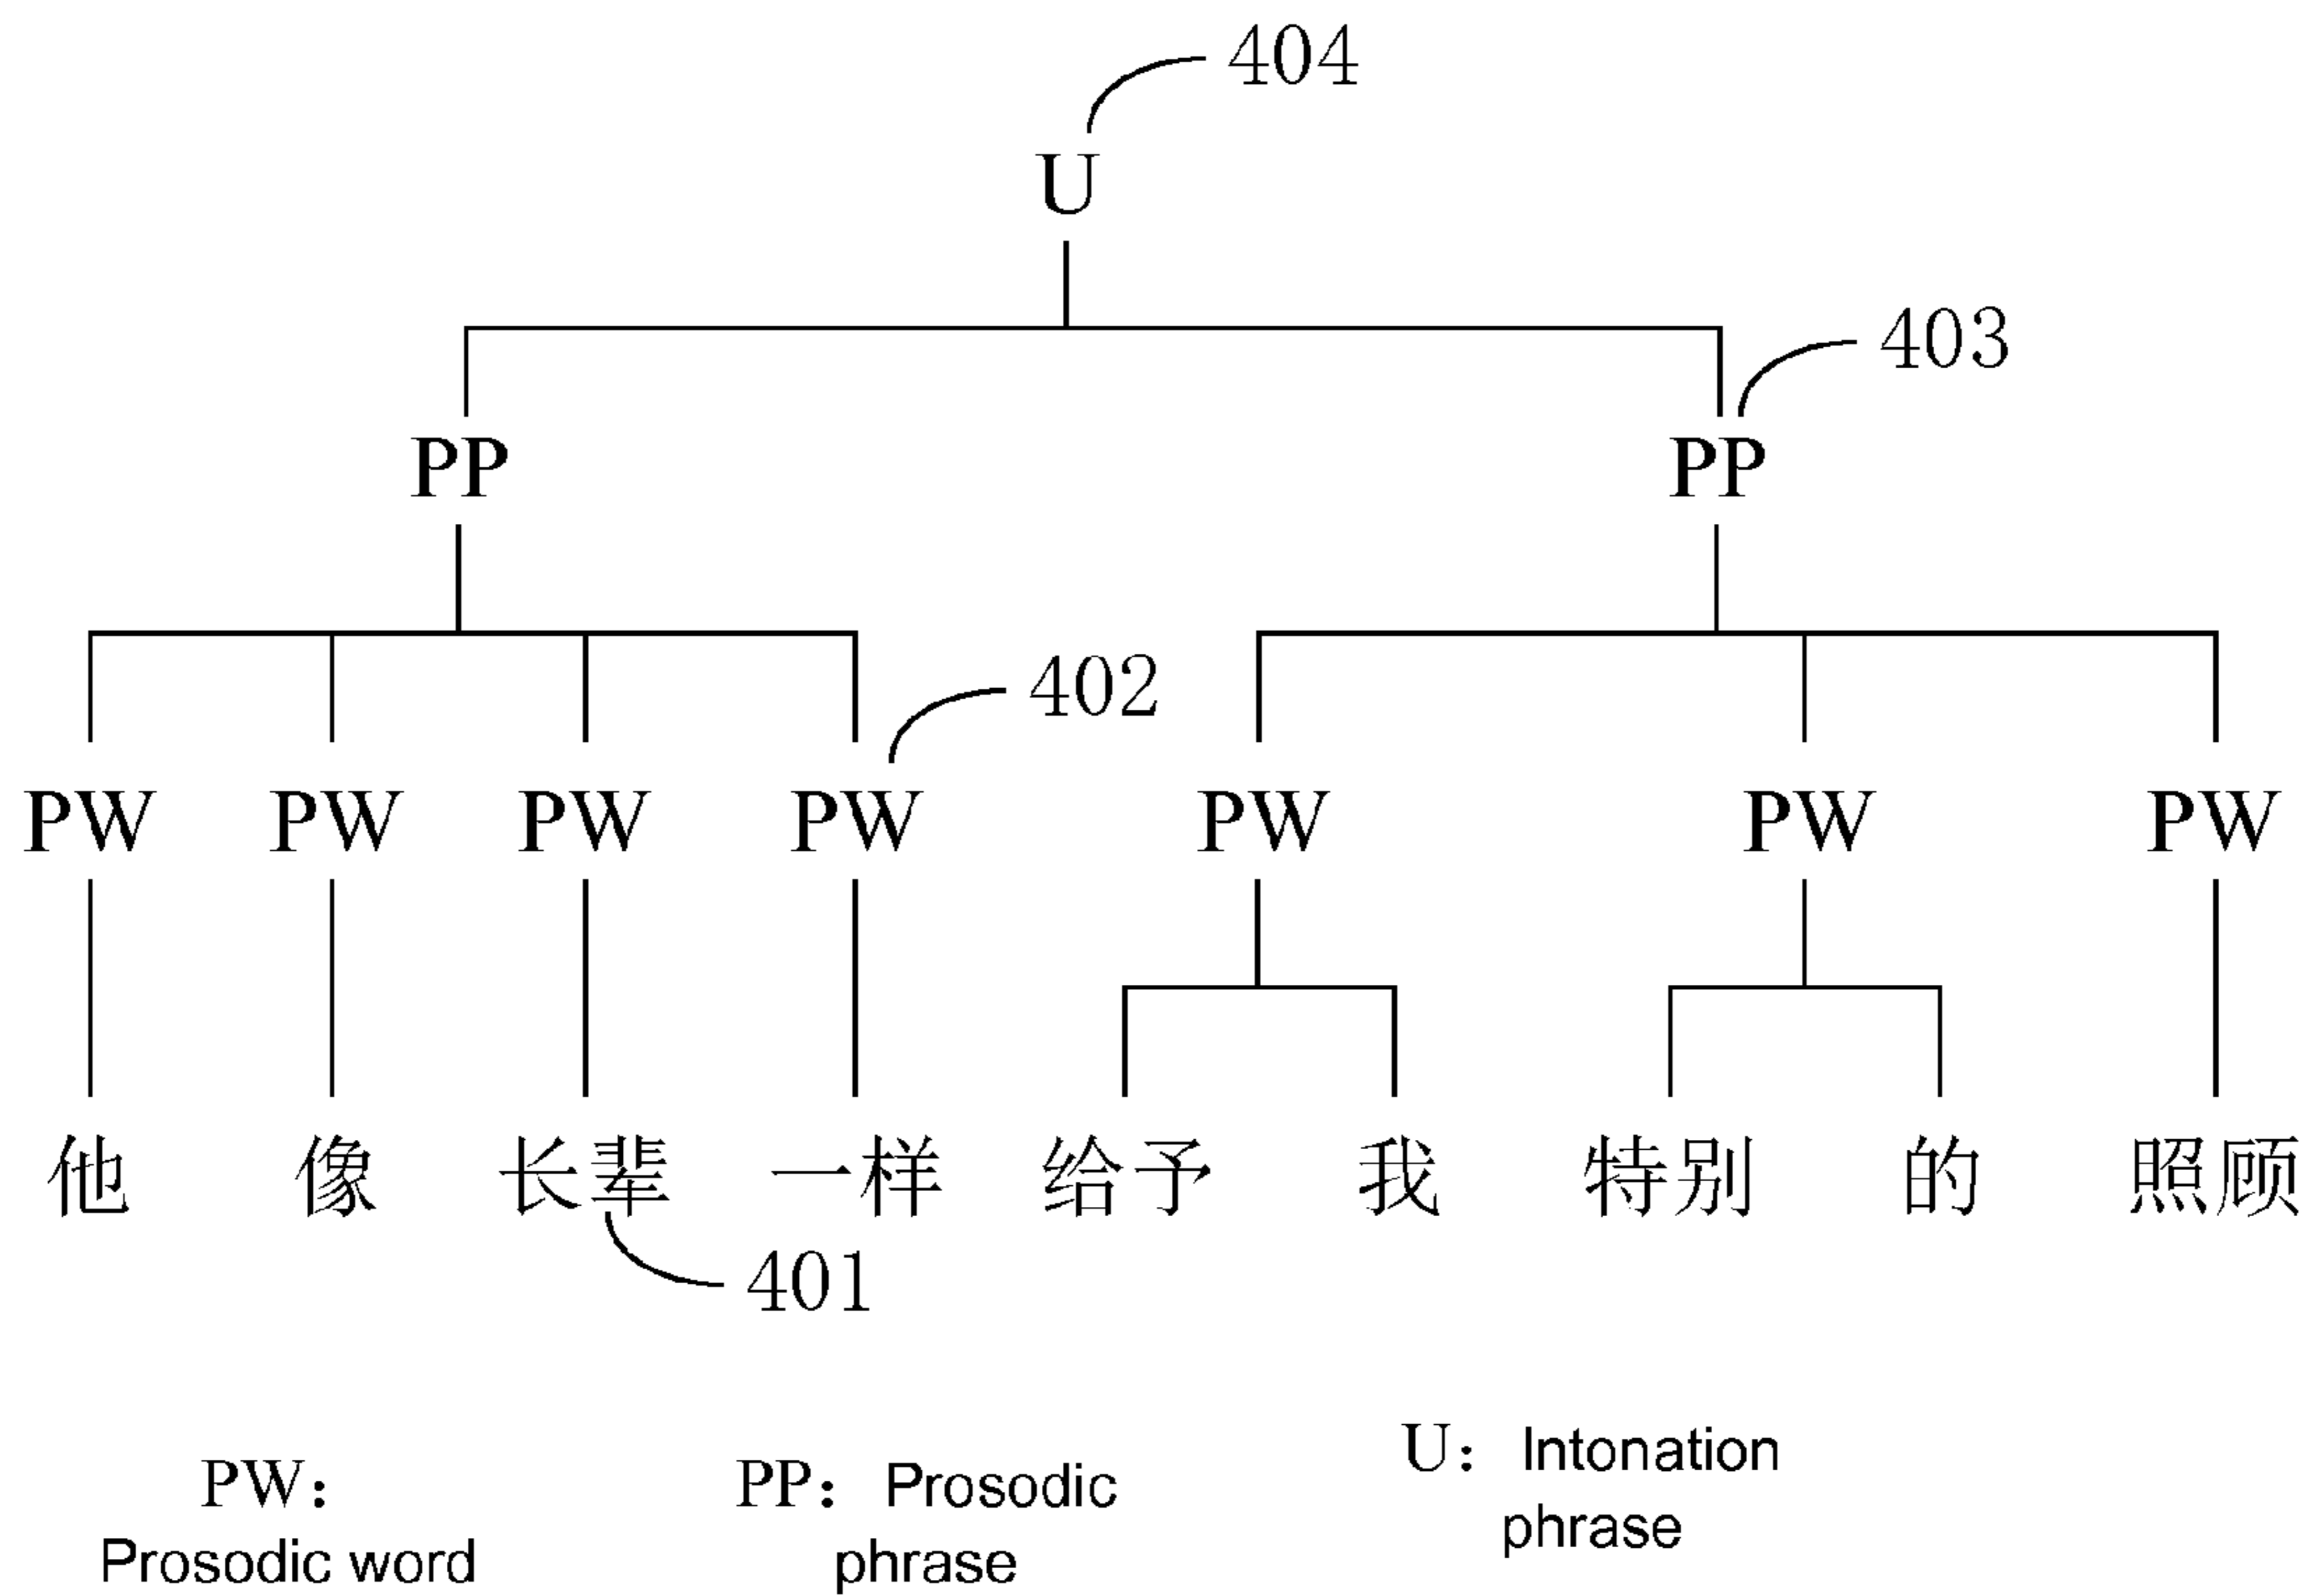 404
U
403
PP PP
402
PW PW PW PW PW PW PW
他 像 长辈 一样 给予 我 特别 的 照顾
401
PW：
Prosodic word
PP： Prosodic
phrase
U： Intonation
phrase